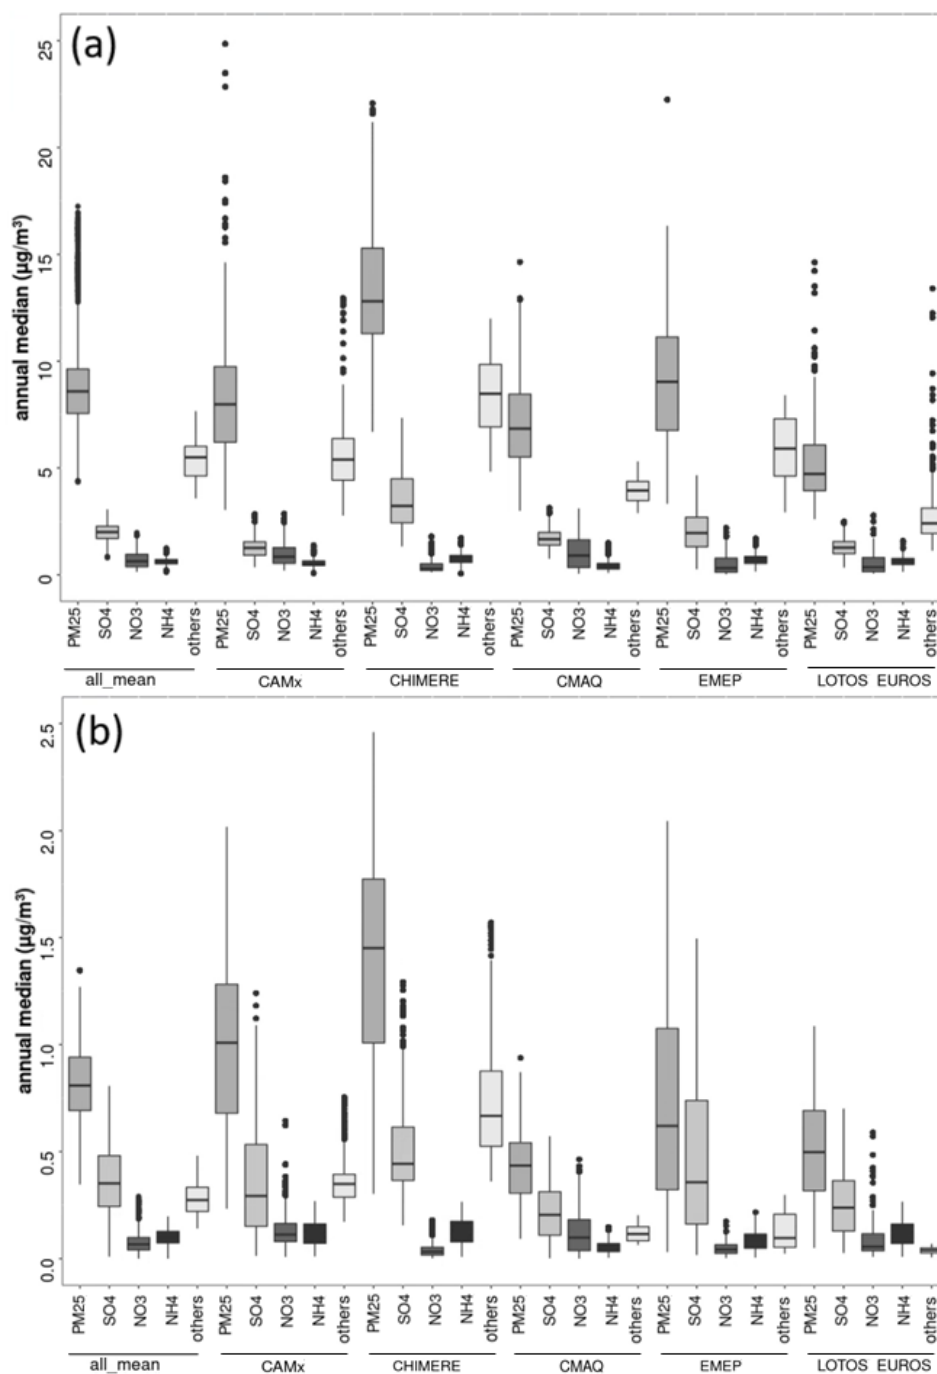 (a)
annual median (µg/m³)
25
20
15
10
5
0
PM25 SO4 NO3 NH4 others PM25 SO4 NO3 NH4 others PM25 SO4 NO3 NH4 others PM25 SO4 NO3 NH4 others PM25 SO4 NO3 NH4 others PM25 SO4 NO3 NH4 others
all_mean CAMx CHIMERE CMAQ EMEP LOTOS EUROS
(b)
annual median (µg/m³)
2.5
2.0
1.5
1.0
0.5
0.0
PM25 SO4 NO3 NH4 others PM25 SO4 NO3 NH4 others PM25 SO4 NO3 NH4 others PM25 SO4 NO3 NH4 others PM25 SO4 NO3 NH4 others PM25 SO4 NO3 NH4 others
all_mean CAMx CHIMERE CMAQ EMEP LOTOS EUROS